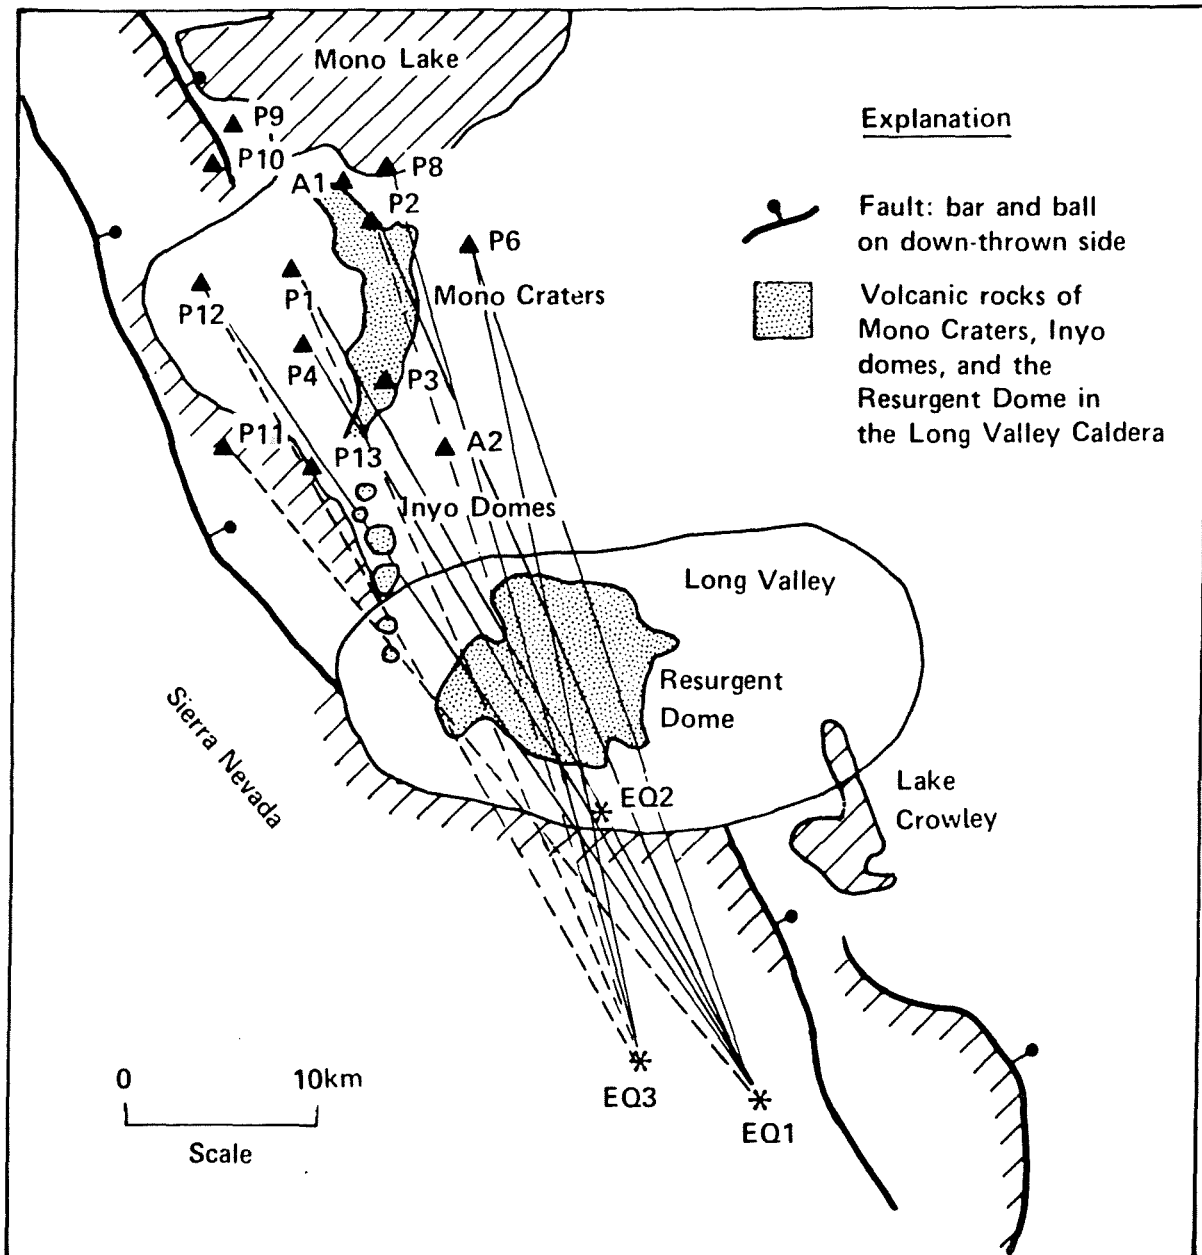 Mono Lake
P9
P10
A1
P8
P2
P6
P12
P1
Mono Craters
P4
P3
P11
P13
A2
Inyo Domes
Long Valley
Resurgent
Dome
Sierra Nevada
EQ2
Lake
Crowley
EQ3
EQ1
0 10km
Scale
Explanation
Fault: bar and ball
on down-thrown side
Volcanic rocks of
Mono Craters, Inyo
domes, and the
Resurgent Dome in
the Long Valley Caldera